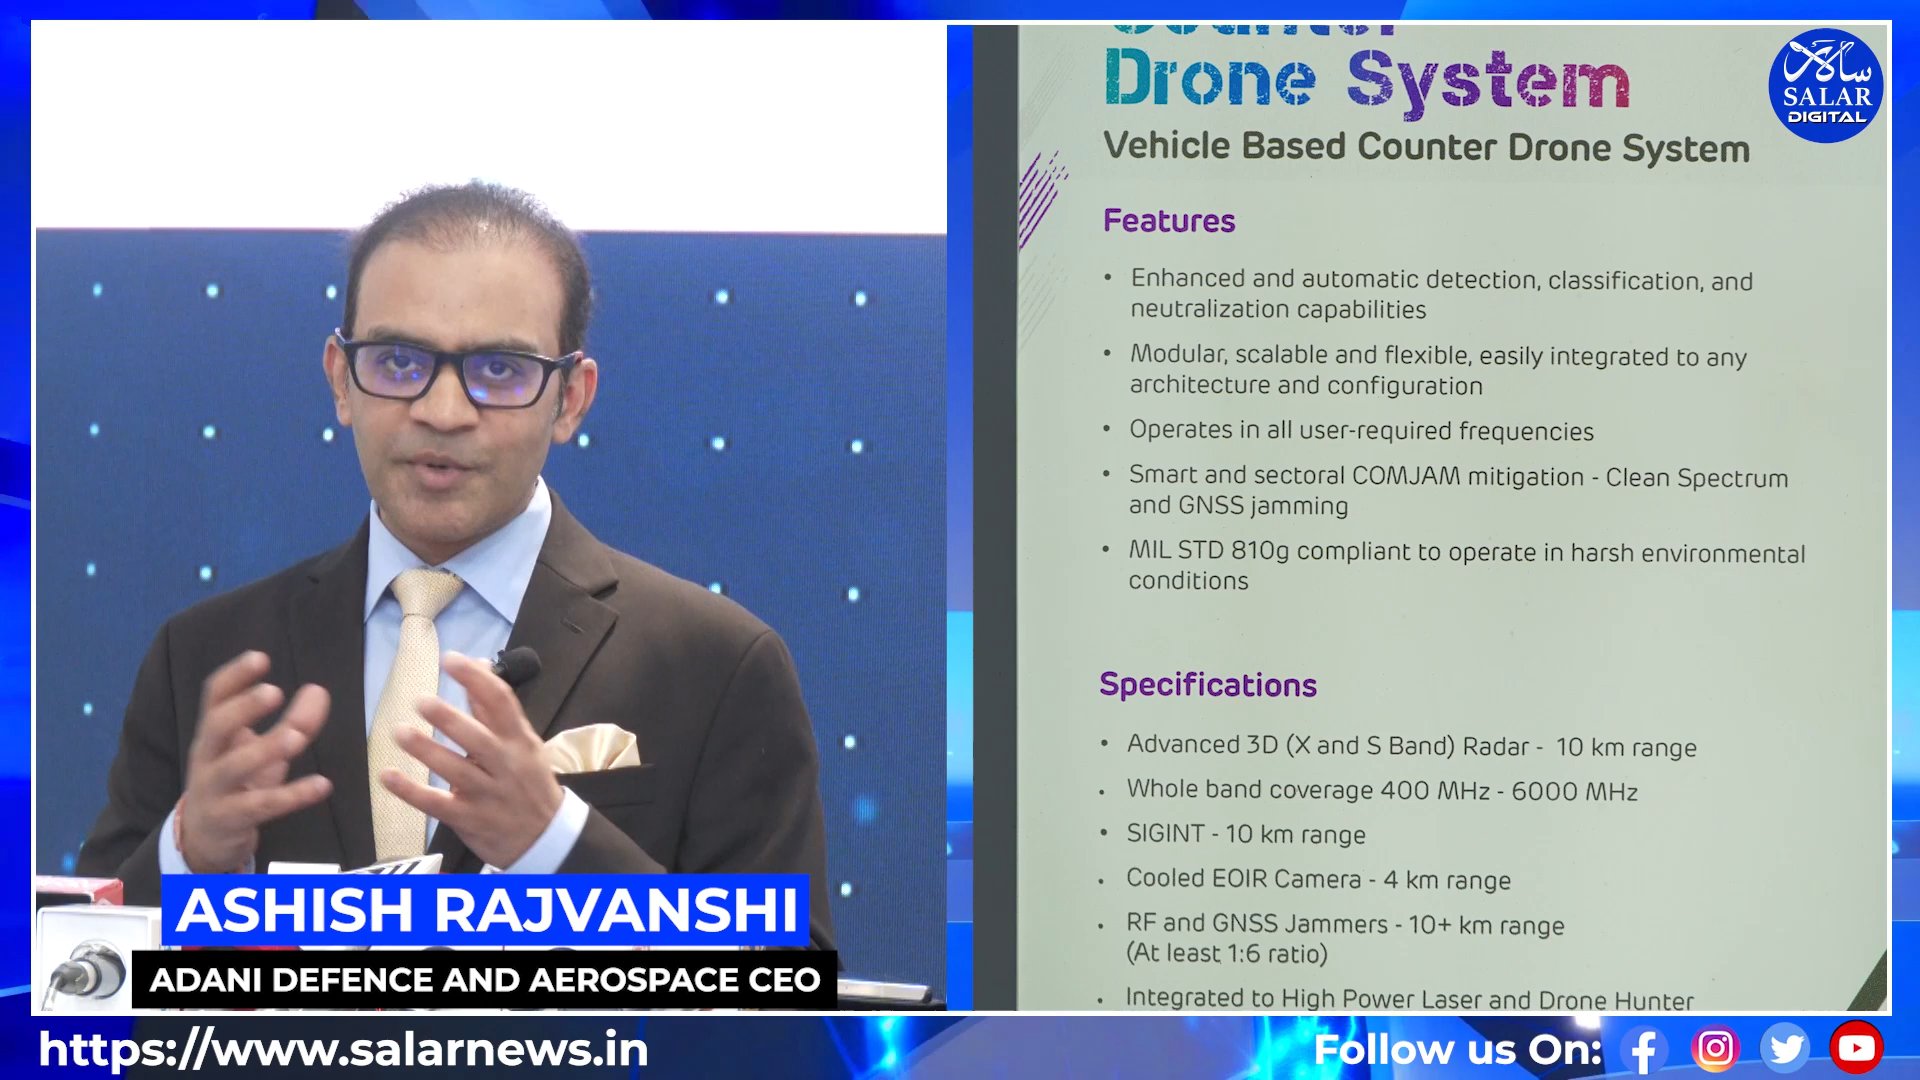 Counter
Drone System
Vehicle Based Counter Drone System
Features
• Enhanced and automatic detection, classification, and
neutralization capabilities
• Modular, scalable and flexible, easily integrated to any
architecture and configuration
• Operates in all user-required frequencies
• Smart and sectoral COMJAM mitigation - Clean Spectrum
and GNSS jamming
• MIL STD 810g compliant to operate in harsh environmental
conditions
Specifications
• Advanced 3D (X and S Band) Radar - 10 km range
• Whole band coverage 400 MHz - 6000 MHz
• SIGINT - 10 km range
• Cooled EOIR Camera - 4 km range
• RF and GNSS Jammers - 10+ km range
(At least 1:6 ratio)
• Integrated to High Power Laser and Drone Hunter
سالار
SALAR
DIGITAL
ASHISH RAJVANSHI
ADANI DEFENCE AND AEROSPACE CEO
https://www.salarnews.in
Follow us On: